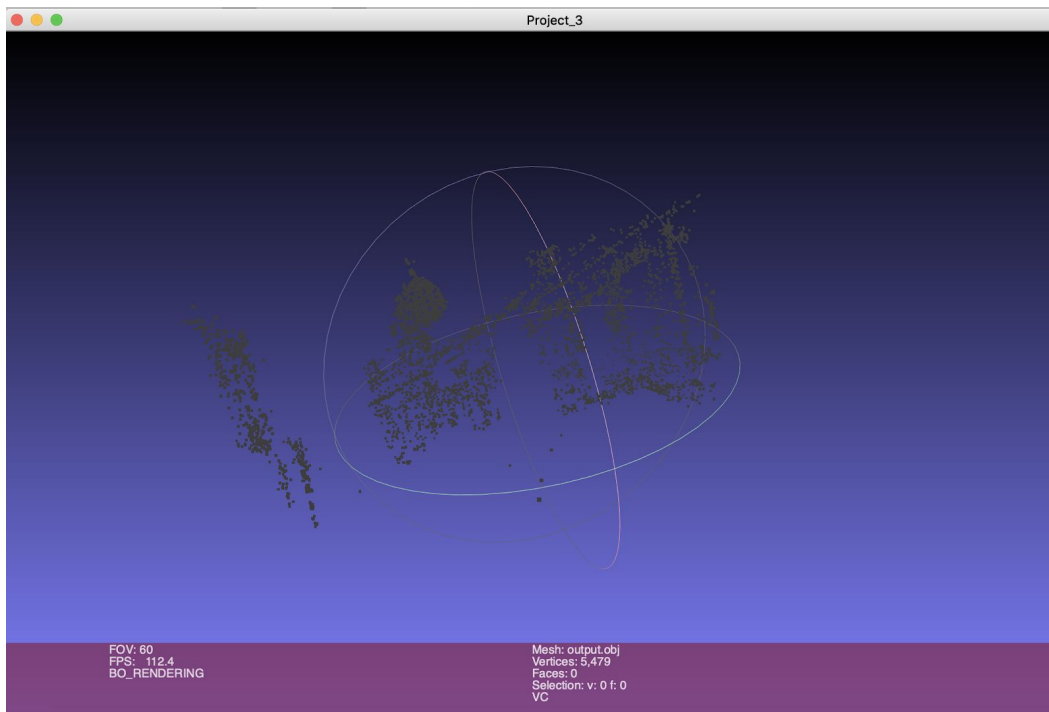 Project_3
FOV: 60
FPS: 112.4
BO_RENDERING
Mesh: output.obj
Vertices: 5,479
Faces: 0
Selection: v: 0 f: 0
VC